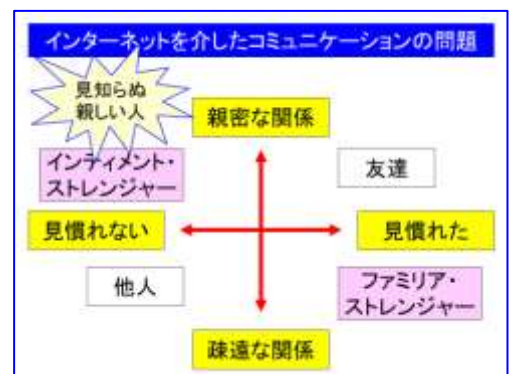 インターネットを介したコミュニケーションの問題
見知らぬ
親しい人
親密な関係
インティメント・
ストレンジャー
友達
見慣れない
見慣れた
他人
ファミリア・
ストレンジャー
疎遠な関係